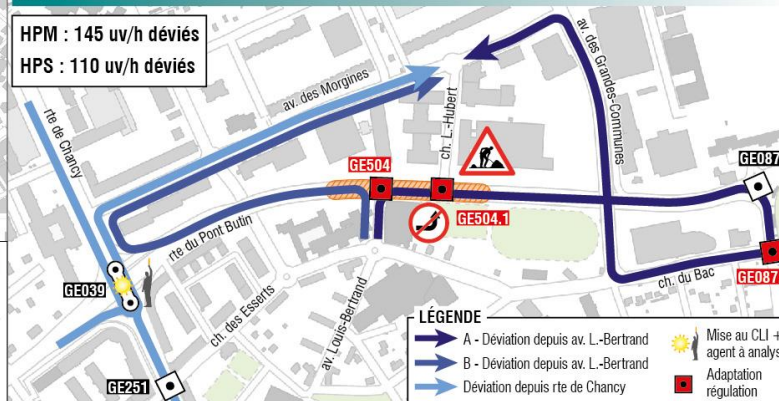 HPM : 145 uv/h déviés
HPS : 110 uv/h déviés
rte de Chancy
av. des Morgines
ch. L.-Hubert
av. des Grandes-Communes
GE504
GE504.1
GE087
GE087
rte du Pont Butin
GE039
ch. des Esserts
av. Louis-Bertrand
ch. du Bac
GE251
LÉGENDE
A - Déviation depuis av. L.-Bertrand
B - Déviation depuis av. L.-Bertrand
Déviation depuis rte de Chancy
Mise au CLI +
agent à analys
Adaptation
régulation